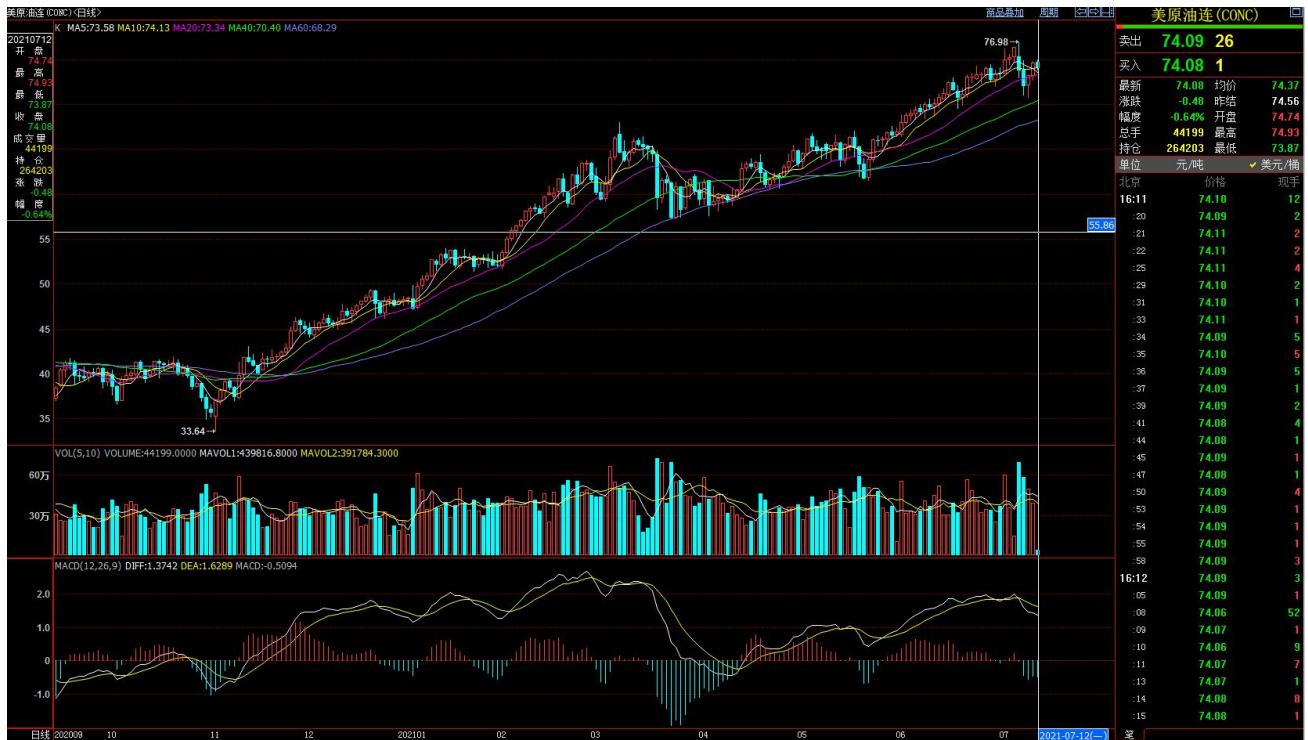 美原油连(CONC)<日线>
商品叠加 周期
K MA5:73.58 MA10:74.13 MA20:73.34 MA40:70.40 MA60:68.29
20210712
开 盘
74.74
最 高
74.93
最 低
73.87
收 盘
74.08
成交量
44199
持 仓
264203
涨 跌
-0.48
幅 度
-0.64%
76.98
55.86
55
50
45
40
35
33.64
VOL(5,10) VOLUME:44199.0000 MAVOL1:439816.8000 MAVOL2:391784.3000
60万
30万
MACD(12,26,9) DIFF:1.3742 DEA:1.6289 MACD:-0.5094
2.0
1.0
0
-1.0
日线 202009 10 11 12 202101 02 03 04 05 06 07 2021-07-12(一)
美原油连(CONC)
卖出 74.09 26
买入 74.08 1
最新 74.08 均价 74.37
涨跌 -0.48 昨结 74.56
幅度 -0.64% 开盘 74.74
总手 44199 最高 74.93
持仓 264203 最低 73.87
单位 元/吨 美元/桶
北京 价格 现手
16:11 74.10 12
:20 74.09 2
:21 74.11 2
:22 74.11 2
:25 74.11 4
:29 74.10 2
:31 74.10 1
:33 74.11 1
:34 74.09 5
:35 74.10 5
:36 74.09 5
:37 74.09 1
:39 74.09 2
:41 74.08 4
:44 74.08 1
:45 74.09 1
:47 74.08 1
:50 74.09 4
:53 74.09 1
:54 74.09 1
:55 74.09 1
:58 74.09 3
16:12 74.09 3
:05 74.09 1
:08 74.06 52
:09 74.07 1
:10 74.06 9
:11 74.07 7
:13 74.07 1
:14 74.08 8
:15 74.08 1
笔